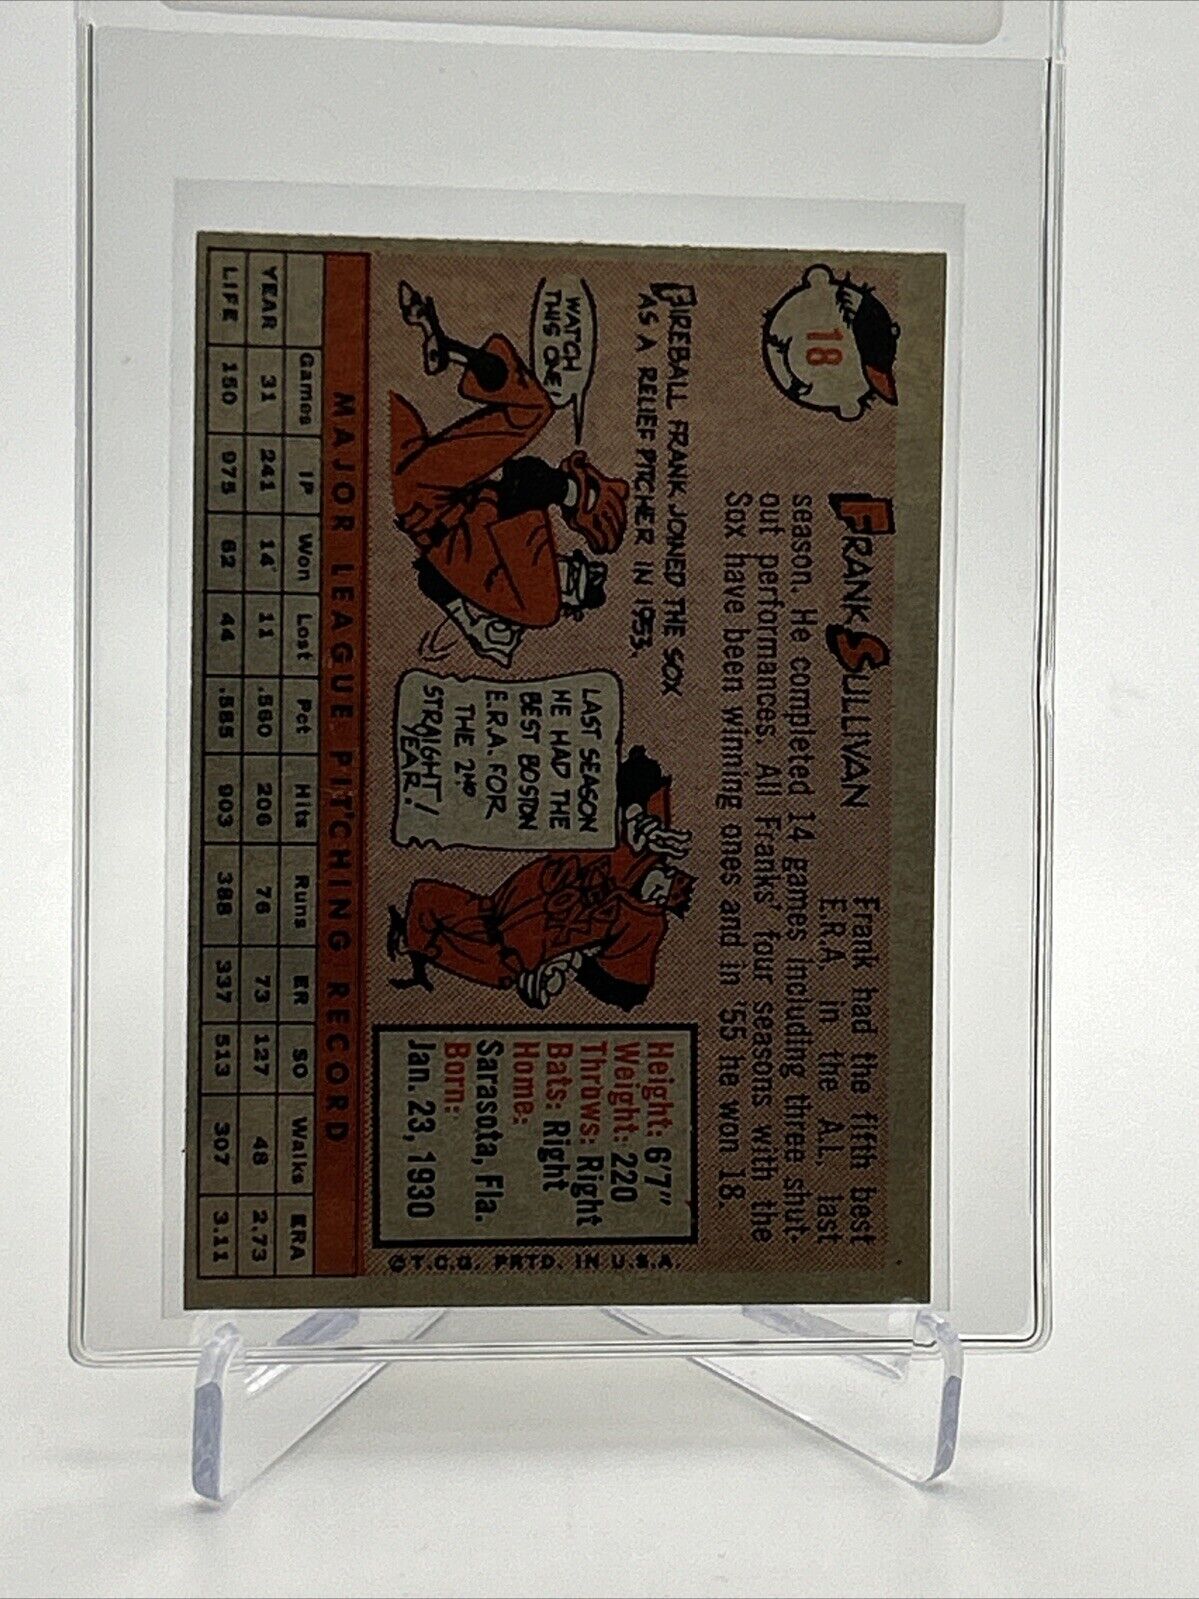 18
FRANK SULLIVAN
Frank had the fifth best
E.R.A. in the A.L. last
season. He completed 14 games including three shut-
out performances. All Franks' four seasons with the
Sox have been winning ones and in '55 he won 18.
FIREBALL FRANK JOINED THE SOX
AS A RELIEF PITCHER IN 1953.
WATCH
THIS ONE!
LAST SEASON
HE HAD THE
BEST BOSTON
E.R.A. FOR
THE 2ND
STRAIGHT
YEAR!
RED
SOX
Height: 6'7"
Weight: 220
Throws: Right
Bats: Right
Home:
Sarasota, Fla.
Born:
Jan. 23, 1930
© T.C.G. PRTD. IN U.S.A.
MAJOR LEAGUE PITCHING RECORD
Games IP Won Lost Pct Hits Runs ER SO Walks ERA
YEAR 31 241 14 11 .560 206 76 73 127 48 2.73
LIFE 150 975 62 44 .585 903 388 337 513 307 3.11